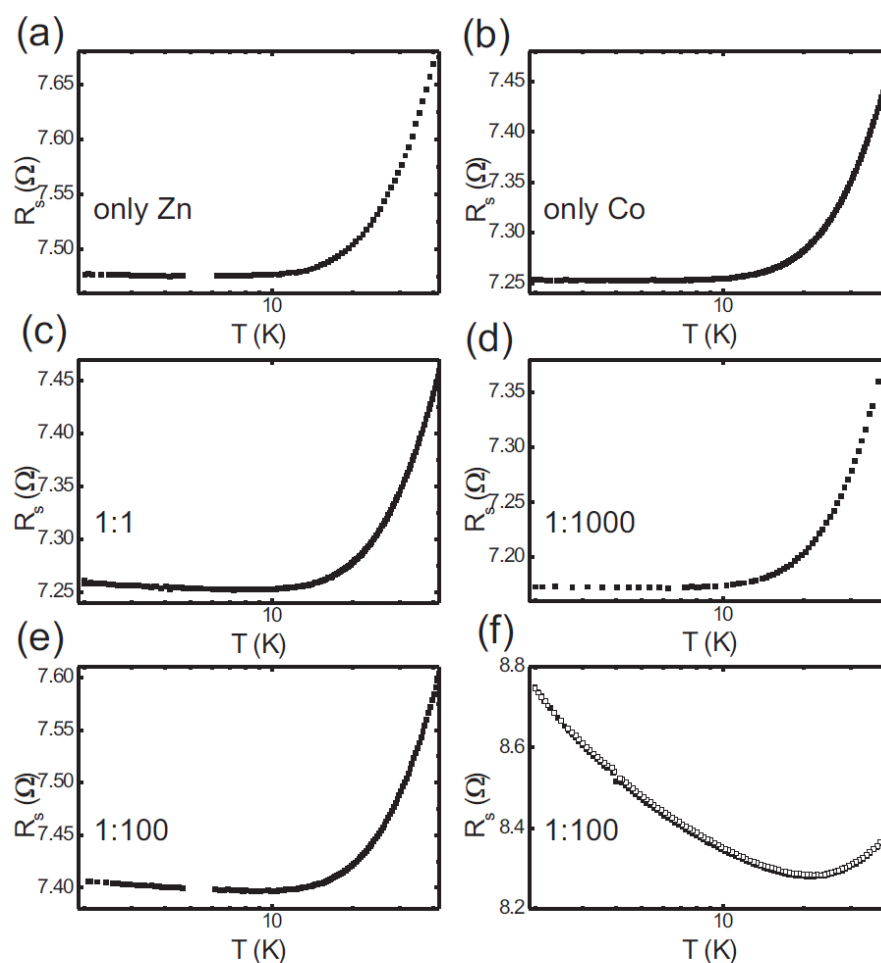 (a)
7.65
7.60
7.55
7.50
R_s (Ω)
only Zn
10
T (K)
(b)
7.45
7.40
7.35
7.30
7.25
R_s (Ω)
only Co
10
T (K)
(c)
7.45
7.40
7.35
7.30
7.25
R_s (Ω)
1:1
10
T (K)
(d)
7.35
7.30
7.25
7.20
R_s (Ω)
1:1000
10
T (K)
(e)
7.60
7.55
7.50
7.45
7.40
R_s (Ω)
1:100
10
T (K)
(f)
8.8
8.6
8.4
8.2
R_s (Ω)
1:100
10
T (K)